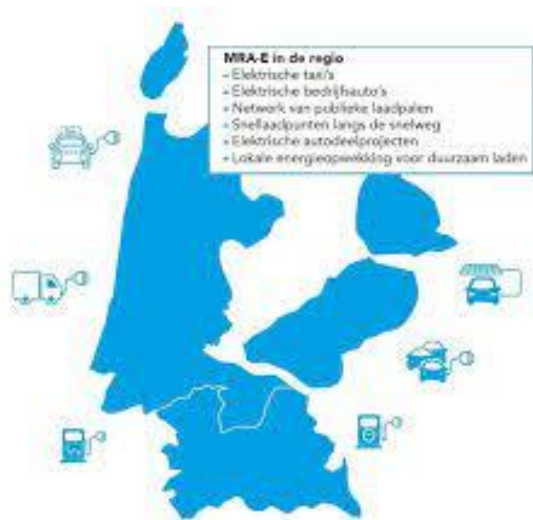 MRA-E in de regio
- Elektrische taxi's
- Elektrische bedrijfsauto's
- Netwerk van publieke laadpalen
- Snellaadpunten langs de snelweg
- Elektrische autodeelprojecten
- Lokale energieopwekking voor duurzaam laden